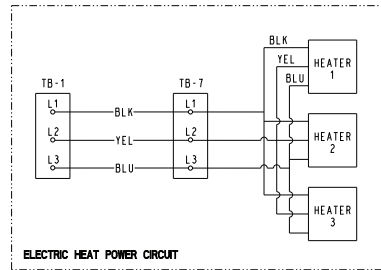 BLK
YEL
BLU
HEATER
1
TB-1
TB-7
L1
BLK
L1
L2
YEL
L2
L3
BLU
L3
HEATER
2
HEATER
3
ELECTRIC HEAT POWER CIRCUIT